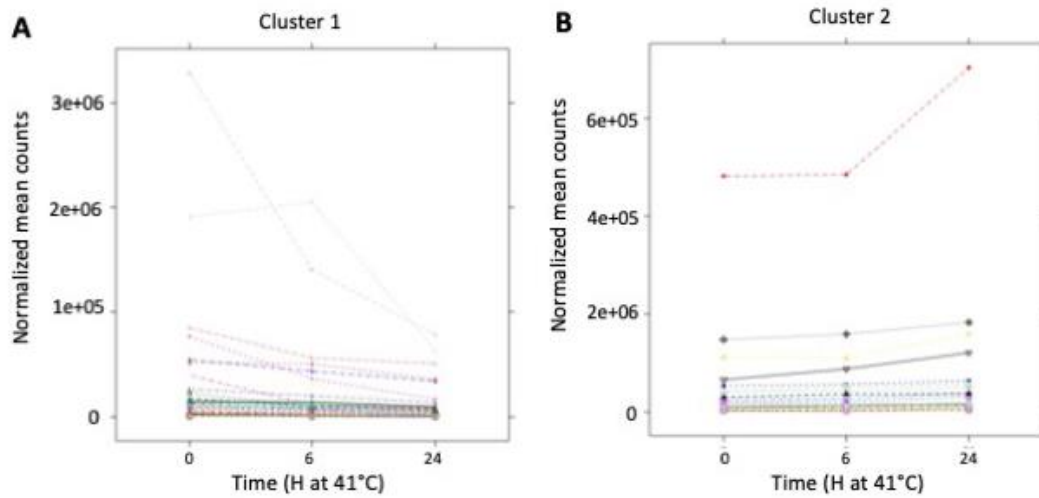 A
Cluster 1
Normalized mean counts
3e+06
2e+06
1e+05
0
0 6 24
Time (H at 41°C)
B
Cluster 2
Normalized mean counts
6e+05
4e+05
2e+06
0
0 6 24
Time (H at 41°C)